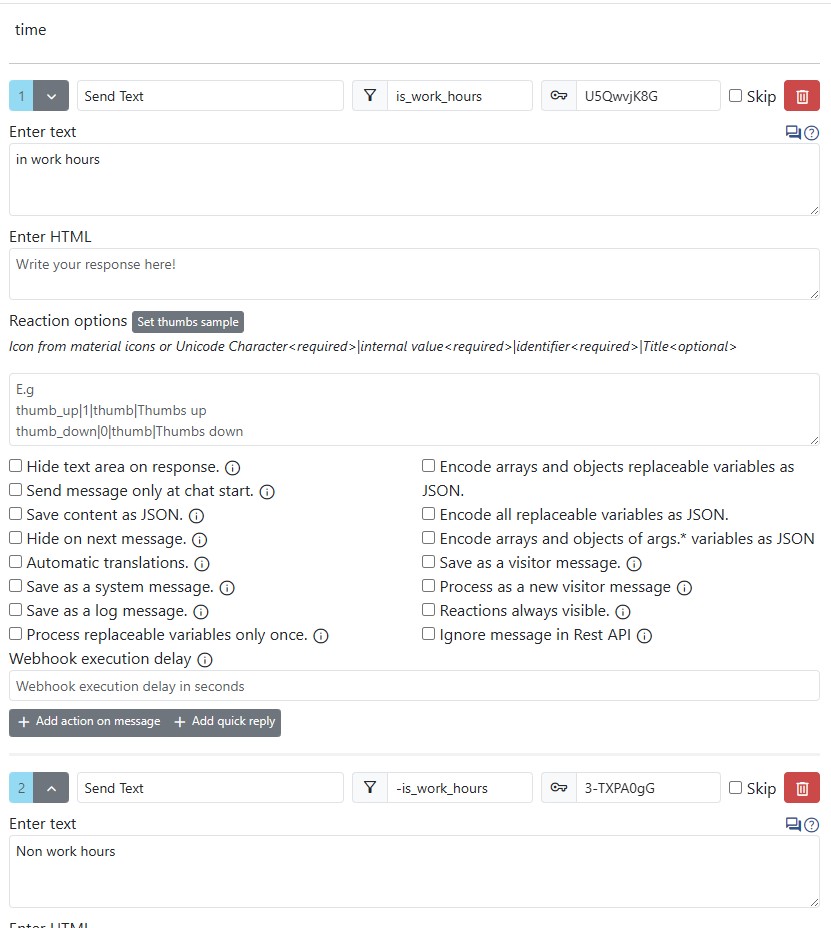 time
1 Send Text is_work_hours U5QwvjK8G Skip
Enter text
in work hours
Enter HTML
Write your response here!
Reaction options Set thumbs sample
Icon from material icons or Unicode Character<required>|internal value<required>|identifier<required>|Title<optional>
E.g
thumb_up|1|thumb|Thumbs up
thumb_down|0|thumb|Thumbs down
Hide text area on response.
Send message only at chat start.
Save content as JSON.
Hide on next message.
Automatic translations.
Save as a system message.
Save as a log message.
Process replaceable variables only once.
Encode arrays and objects replaceable variables as
JSON.
Encode all replaceable variables as JSON.
Encode arrays and objects of args.* variables as JSON
Save as a visitor message.
Process as a new visitor message
Reactions always visible.
Ignore message in Rest API
Webhook execution delay
Webhook execution delay in seconds
Add action on message Add quick reply
2 Send Text -is_work_hours 3-TXPA0gG Skip
Enter text
Non work hours
Enter HTML